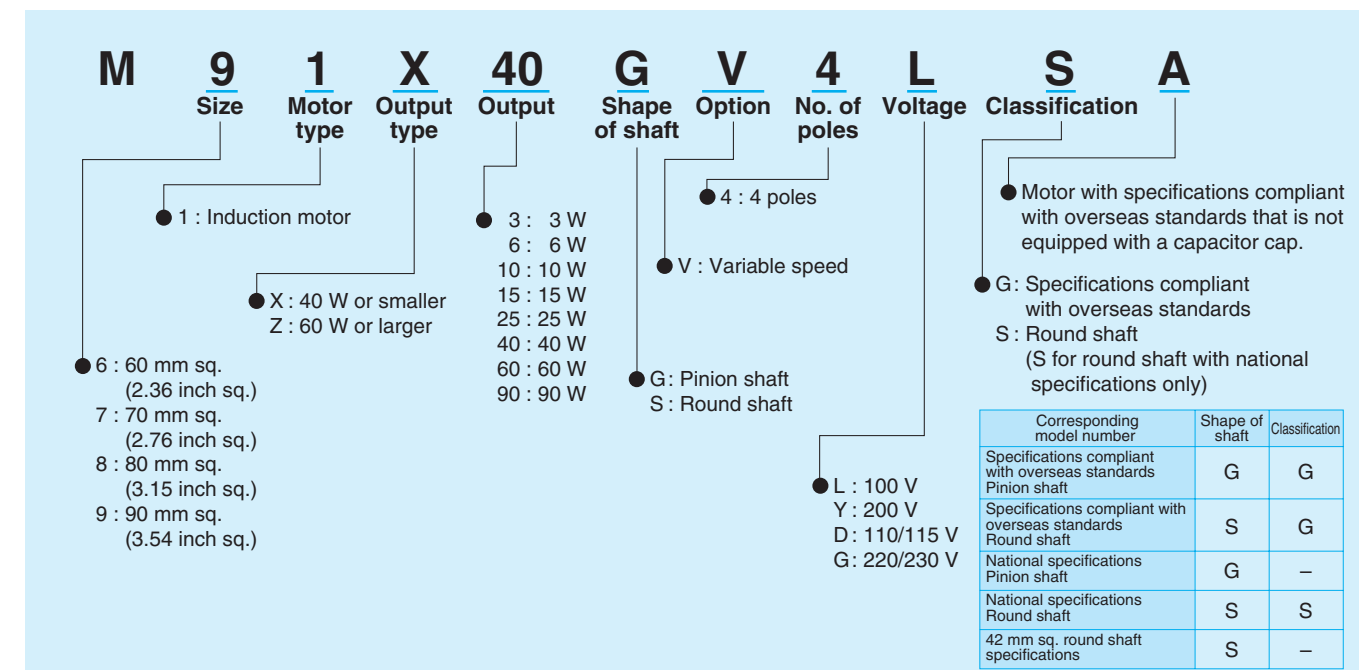 M 9 1 X 40 G V 4 L S A
Size Motor type Output type Output Shape of shaft Option No. of poles Voltage Classification
6 : 60 mm sq.
(2.36 inch sq.)
7 : 70 mm sq.
(2.76 inch sq.)
8 : 80 mm sq.
(3.15 inch sq.)
9 : 90 mm sq.
(3.54 inch sq.)
1 : Induction motor
X : 40 W or smaller
Z : 60 W or larger
3 : 3 W
6 : 6 W
10 : 10 W
15 : 15 W
25 : 25 W
40 : 40 W
60 : 60 W
90 : 90 W
G: Pinion shaft
S : Round shaft
V : Variable speed
4 : 4 poles
L : 100 V
Y : 200 V
D : 110/115 V
G: 220/230 V
G: Specifications compliant
with overseas standards
S : Round shaft
(S for round shaft with national
specifications only)
Motor with specifications compliant
with overseas standards that is not
equipped with a capacitor cap.
Corresponding model number Shape of shaft Classification
Specifications compliant
with overseas standards
Pinion shaft G G
Specifications compliant with
overseas standards
Round shaft S G
National specifications
Pinion shaft G –
National specifications
Round shaft S S
42 mm sq. round shaft
specifications S –